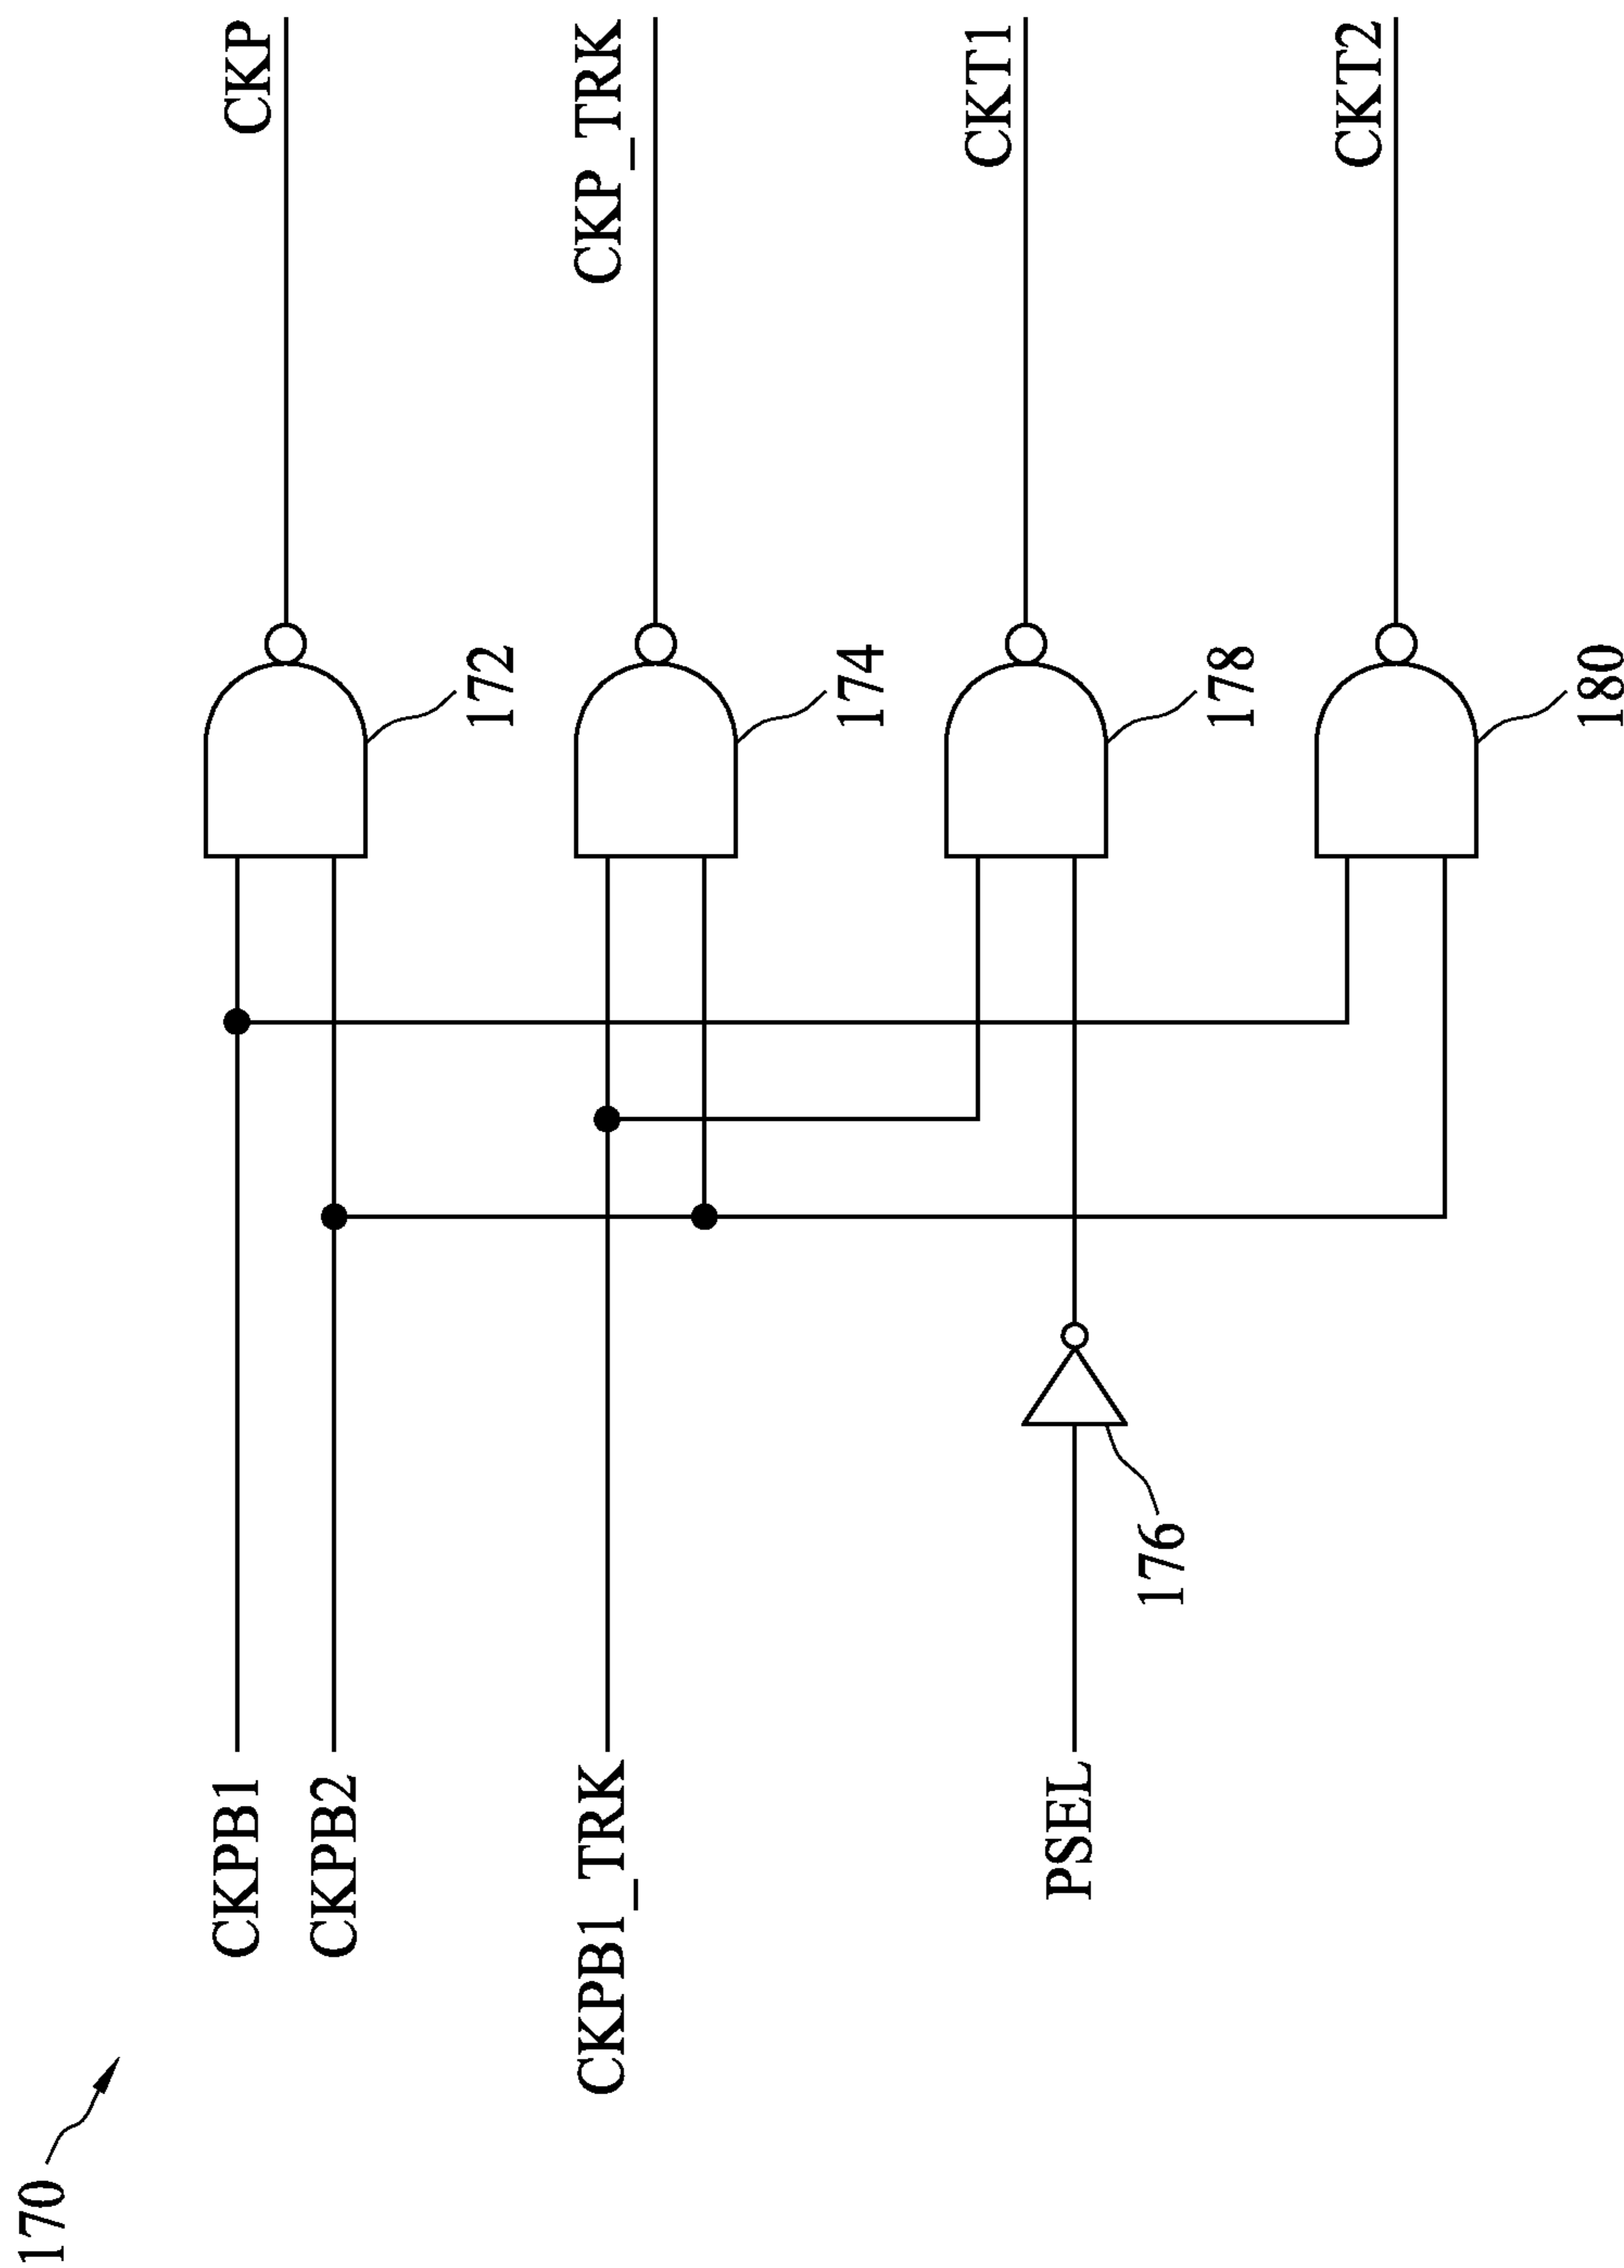 170
CKPB1
CKPB2
CKPB1_TRK
PSEL
176
172
174
178
180
CKP
CKP_TRK
CKT1
CKT2